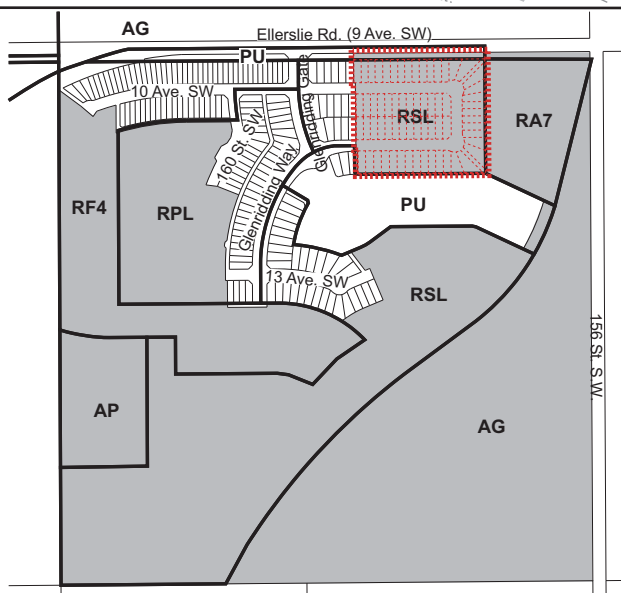 AG
Ellerslie Rd. (9 Ave. SW)
PU
10 Ave. SW
Glenridding Gate
RSL
RA7
160 St. SW
RF4
RPL
Glenridding Way
PU
13 Ave. SW
RSL
156 St. S.W.
AP
AG